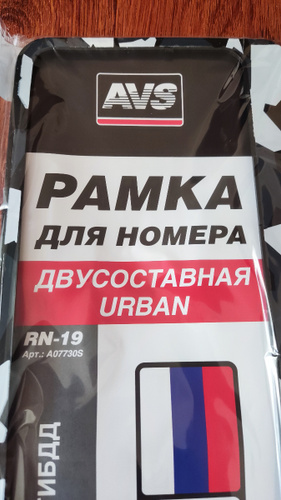 AVS
РАМКА
ДЛЯ НОМЕРА
ДВУСОСТАВНАЯ
URBAN
RN-19
Арт.: A07730S
ГИБДД